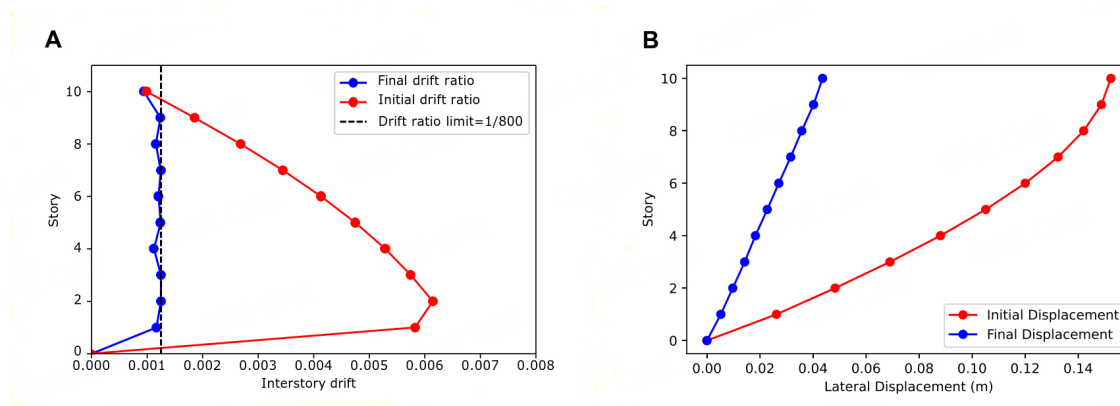 A
Final drift ratio
Initial drift ratio
Drift ratio limit=1/800
10
8
6
4
2
0
Story
0.000 0.001 0.002 0.003 0.004 0.005 0.006 0.007 0.008
Interstory drift
B
10
8
6
4
2
0
Story
Initial Displacement
Final Displacement
0.00 0.02 0.04 0.06 0.08 0.10 0.12 0.14
Lateral Displacement (m)